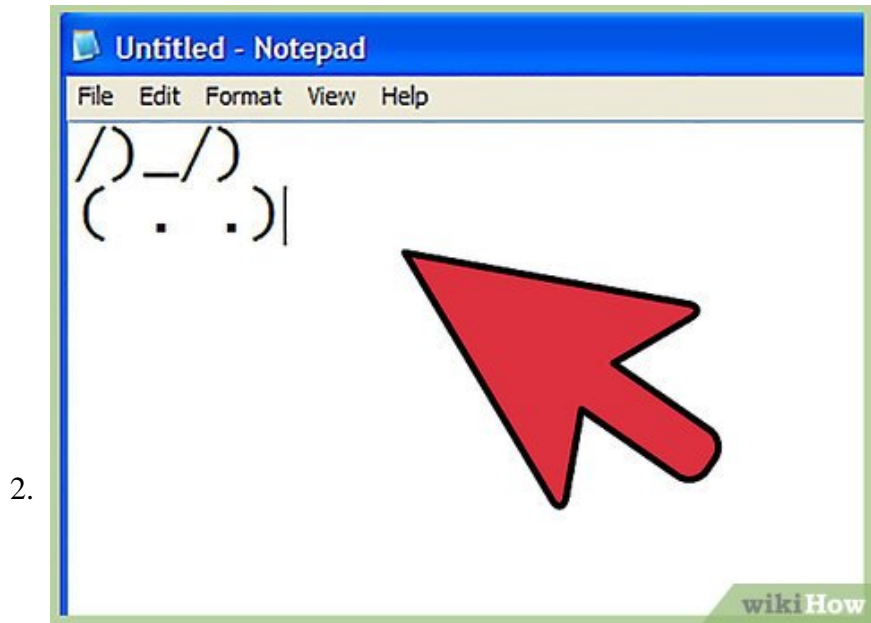 Untitled - Notepad
File Edit Format View Help
/)_/)
( . .)
2.
wikiHow